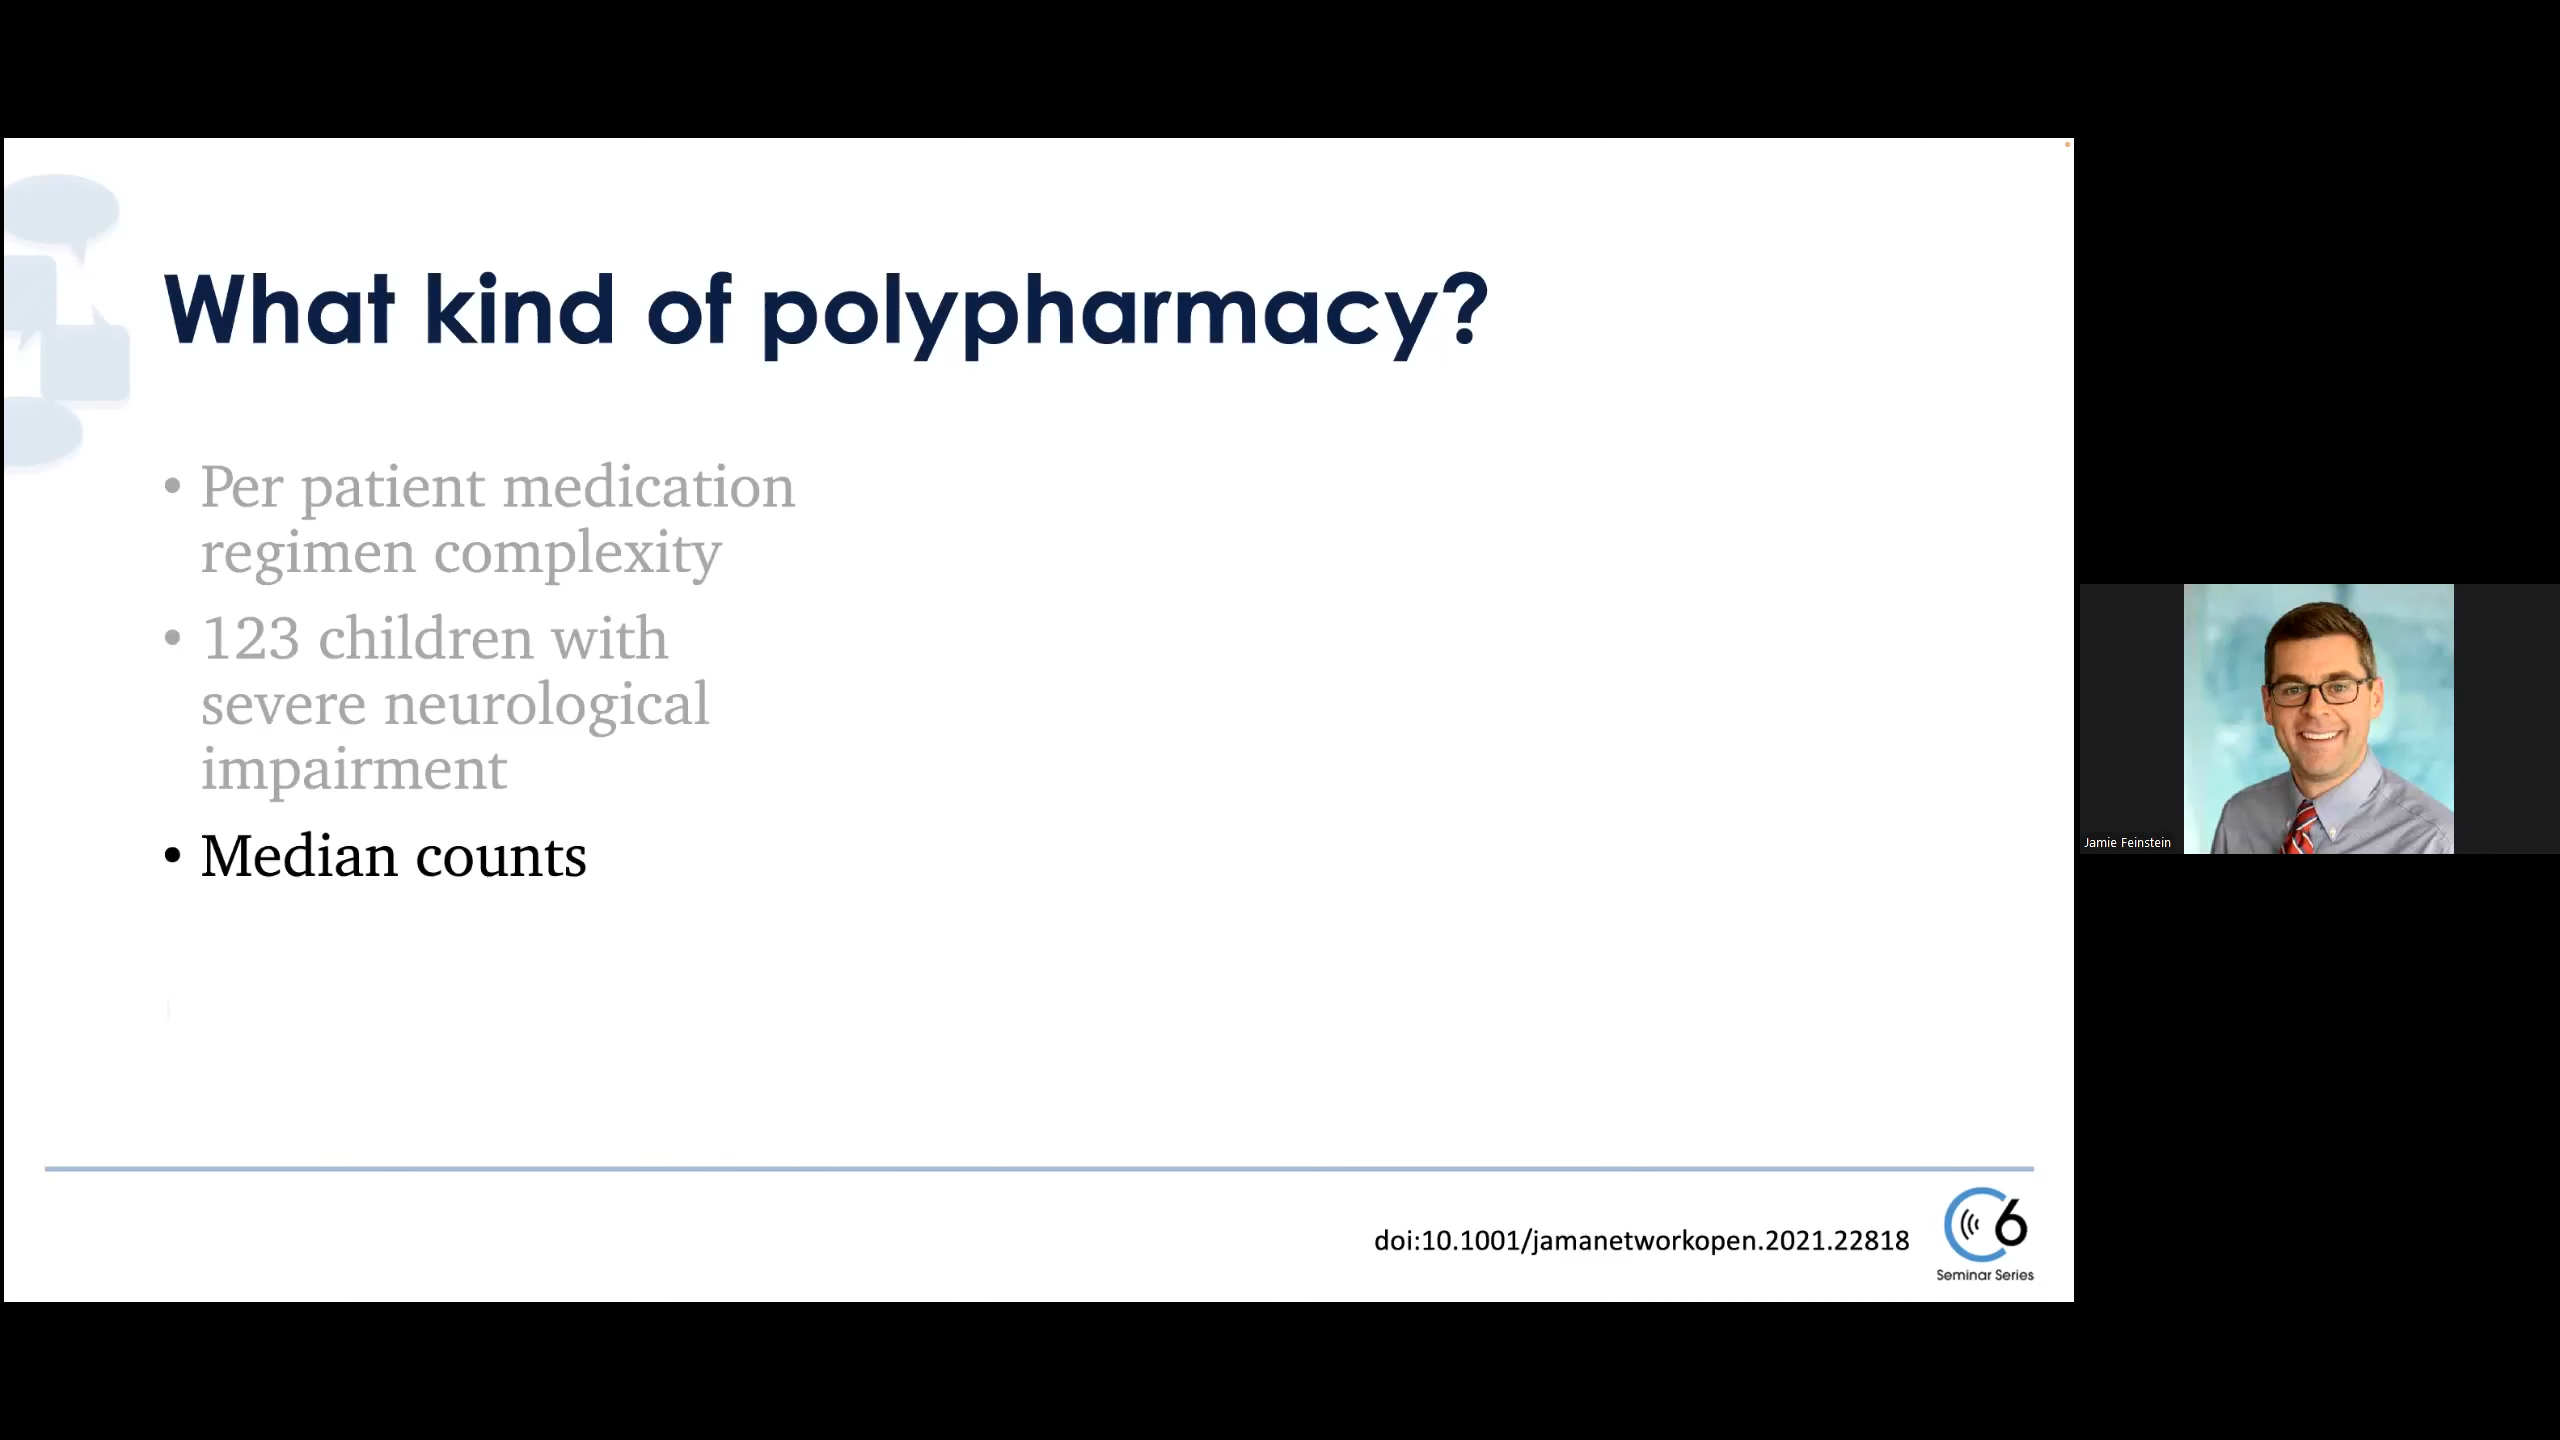 What kind of polypharmacy?
• Per patient medication
regimen complexity
• 123 children with
severe neurological
impairment
• Median counts
doi:10.1001/jamanetworkopen.2021.22818
C6
Seminar Series
Jamie Feinstein